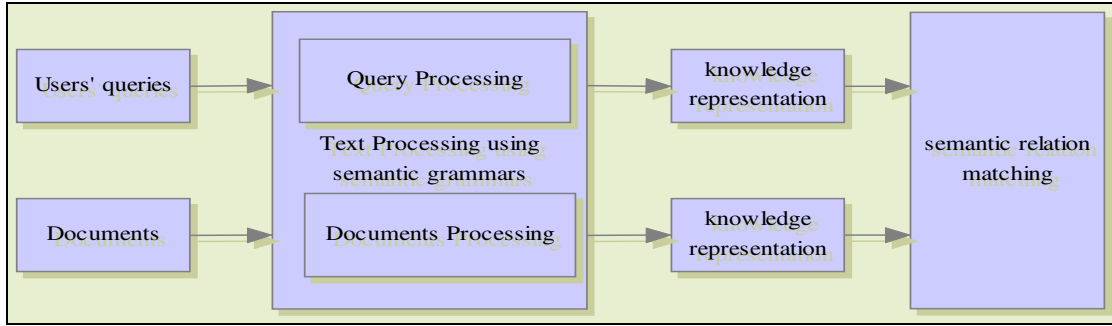 Users' queries
Query Processing
knowledge
representation
Text Processing using
semantic grammars
semantic relation
matching
Documents
Documents Processing
knowledge
representation